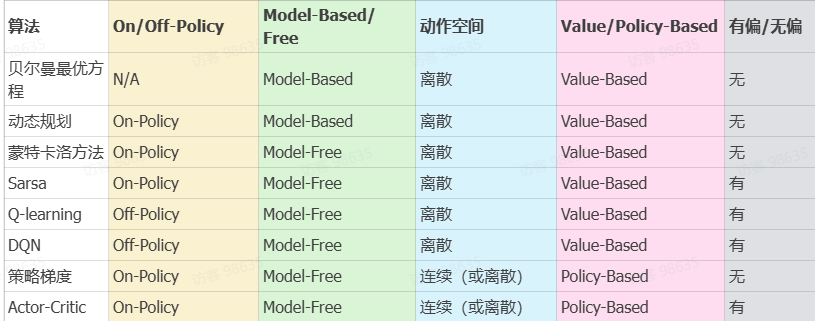 算法 On/Off-Policy Model-Based/Free 动作空间 Value/Policy-Based 有偏/无偏
贝尔曼最优方程 N/A Model-Based 离散 Value-Based 无
动态规划 On-Policy Model-Based 离散 Value-Based 无
蒙特卡洛方法 On-Policy Model-Free 离散 Value-Based 无
Sarsa On-Policy Model-Free 离散 Value-Based 有
Q-learning Off-Policy Model-Free 离散 Value-Based 有
DQN Off-Policy Model-Free 离散 Value-Based 有
策略梯度 On-Policy Model-Free 连续（或离散） Policy-Based 无
Actor-Critic On-Policy Model-Free 连续（或离散） Policy-Based 有